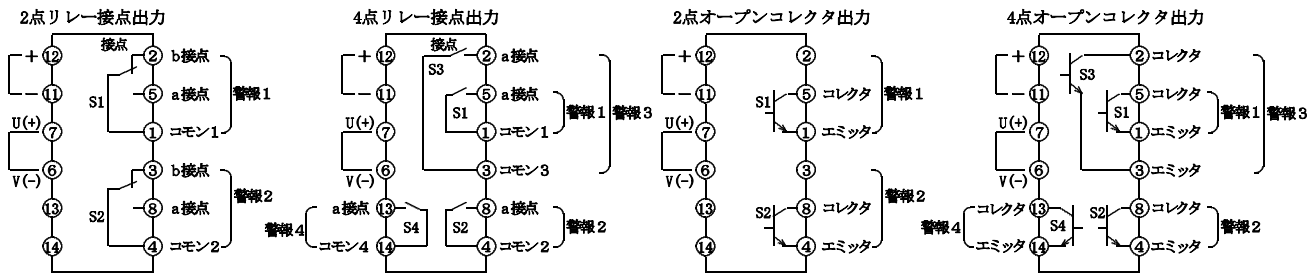 2点リレー接点出力
接点
+ ⑫ ② b接点
S1 警報1
-- ⑪ ⑤ a接点
U(+) ⑦ ① コモン1
⑥ ③ b接点
V(-)
警報2
⑬ ⑧ a接点
S2
⑭ ④ コモン2
4点リレー接点出力
接点
+ ⑫ ② a接点
S3
-- ⑪ ⑤ a接点
S1 警報1 警報3
U(+) ⑦ ① コモン1
⑥ ③ コモン3
V(-)
a接点 ⑬ ⑧ a接点
警報4 S4 S2 警報2
コモン4 ⑭ ④ コモン2
2点オープンコレクタ出力
+ ⑫ ②
-- ⑪ ⑤ コレクタ 警報1
S1
U(+) ⑦ ① エミッタ
⑥ ③
V(-)
警報2
⑬ ⑧ コレクタ
S2
⑭ ④ エミッタ
4点オープンコレクタ出力
+ ⑫ ② コレクタ
S3
-- ⑪ ⑤ コレクタ
S1 警報1 警報3
U(+) ⑦ ① エミッタ
⑥ ③ エミッタ
V(-)
コレクタ ⑬ ⑧ コレクタ
警報4 S4 S2 警報2
エミッタ ⑭ ④ エミッタ